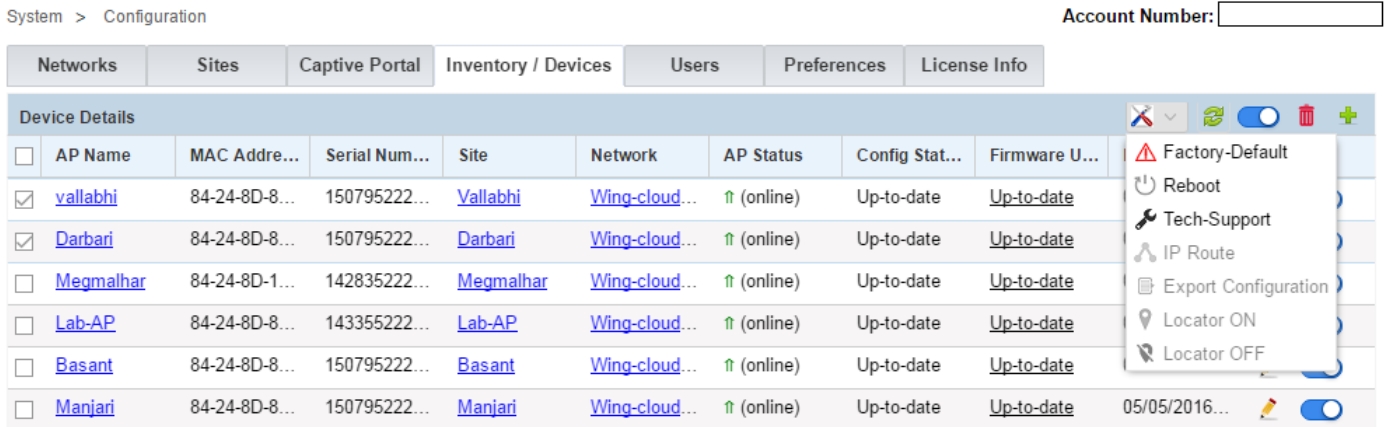 System > Configuration Account Number:
Networks Sites Captive Portal Inventory / Devices Users Preferences License Info
Device Details
AP Name MAC Addre... Serial Num... Site Network AP Status Config Stat... Firmware U...
Factory-Default
vallabhi 84-24-8D-8... 150795222... Vallabhi Wing-cloud... ⇑ (online) Up-to-date Up-to-date
Reboot
Tech-Support
Darbari 84-24-8D-8... 150795222... Darbari Wing-cloud... ⇑ (online) Up-to-date Up-to-date
IP Route
Megmalhar 84-24-8D-1... 142835222... Megmalhar Wing-cloud... ⇑ (online) Up-to-date Up-to-date
Export Configuration
Lab-AP 84-24-8D-8... 143355222... Lab-AP Wing-cloud... ⇑ (online) Up-to-date Up-to-date
Locator ON
Locator OFF
Basant 84-24-8D-8... 150795222... Basant Wing-cloud... ⇑ (online) Up-to-date Up-to-date
Manjari 84-24-8D-8... 150795222... Manjari Wing-cloud... ⇑ (online) Up-to-date Up-to-date 05/05/2016...